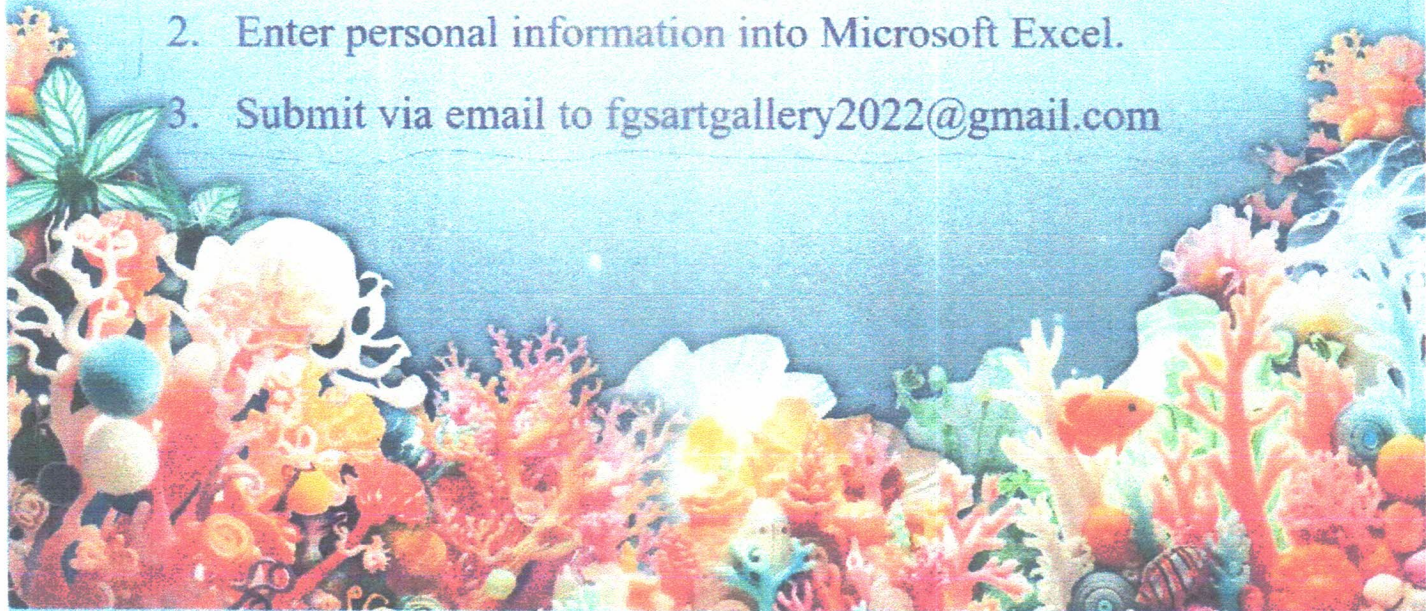 2. Enter personal information into Microsoft Excel.
3. Submit via email to fgsartgallery2022@gmail.com